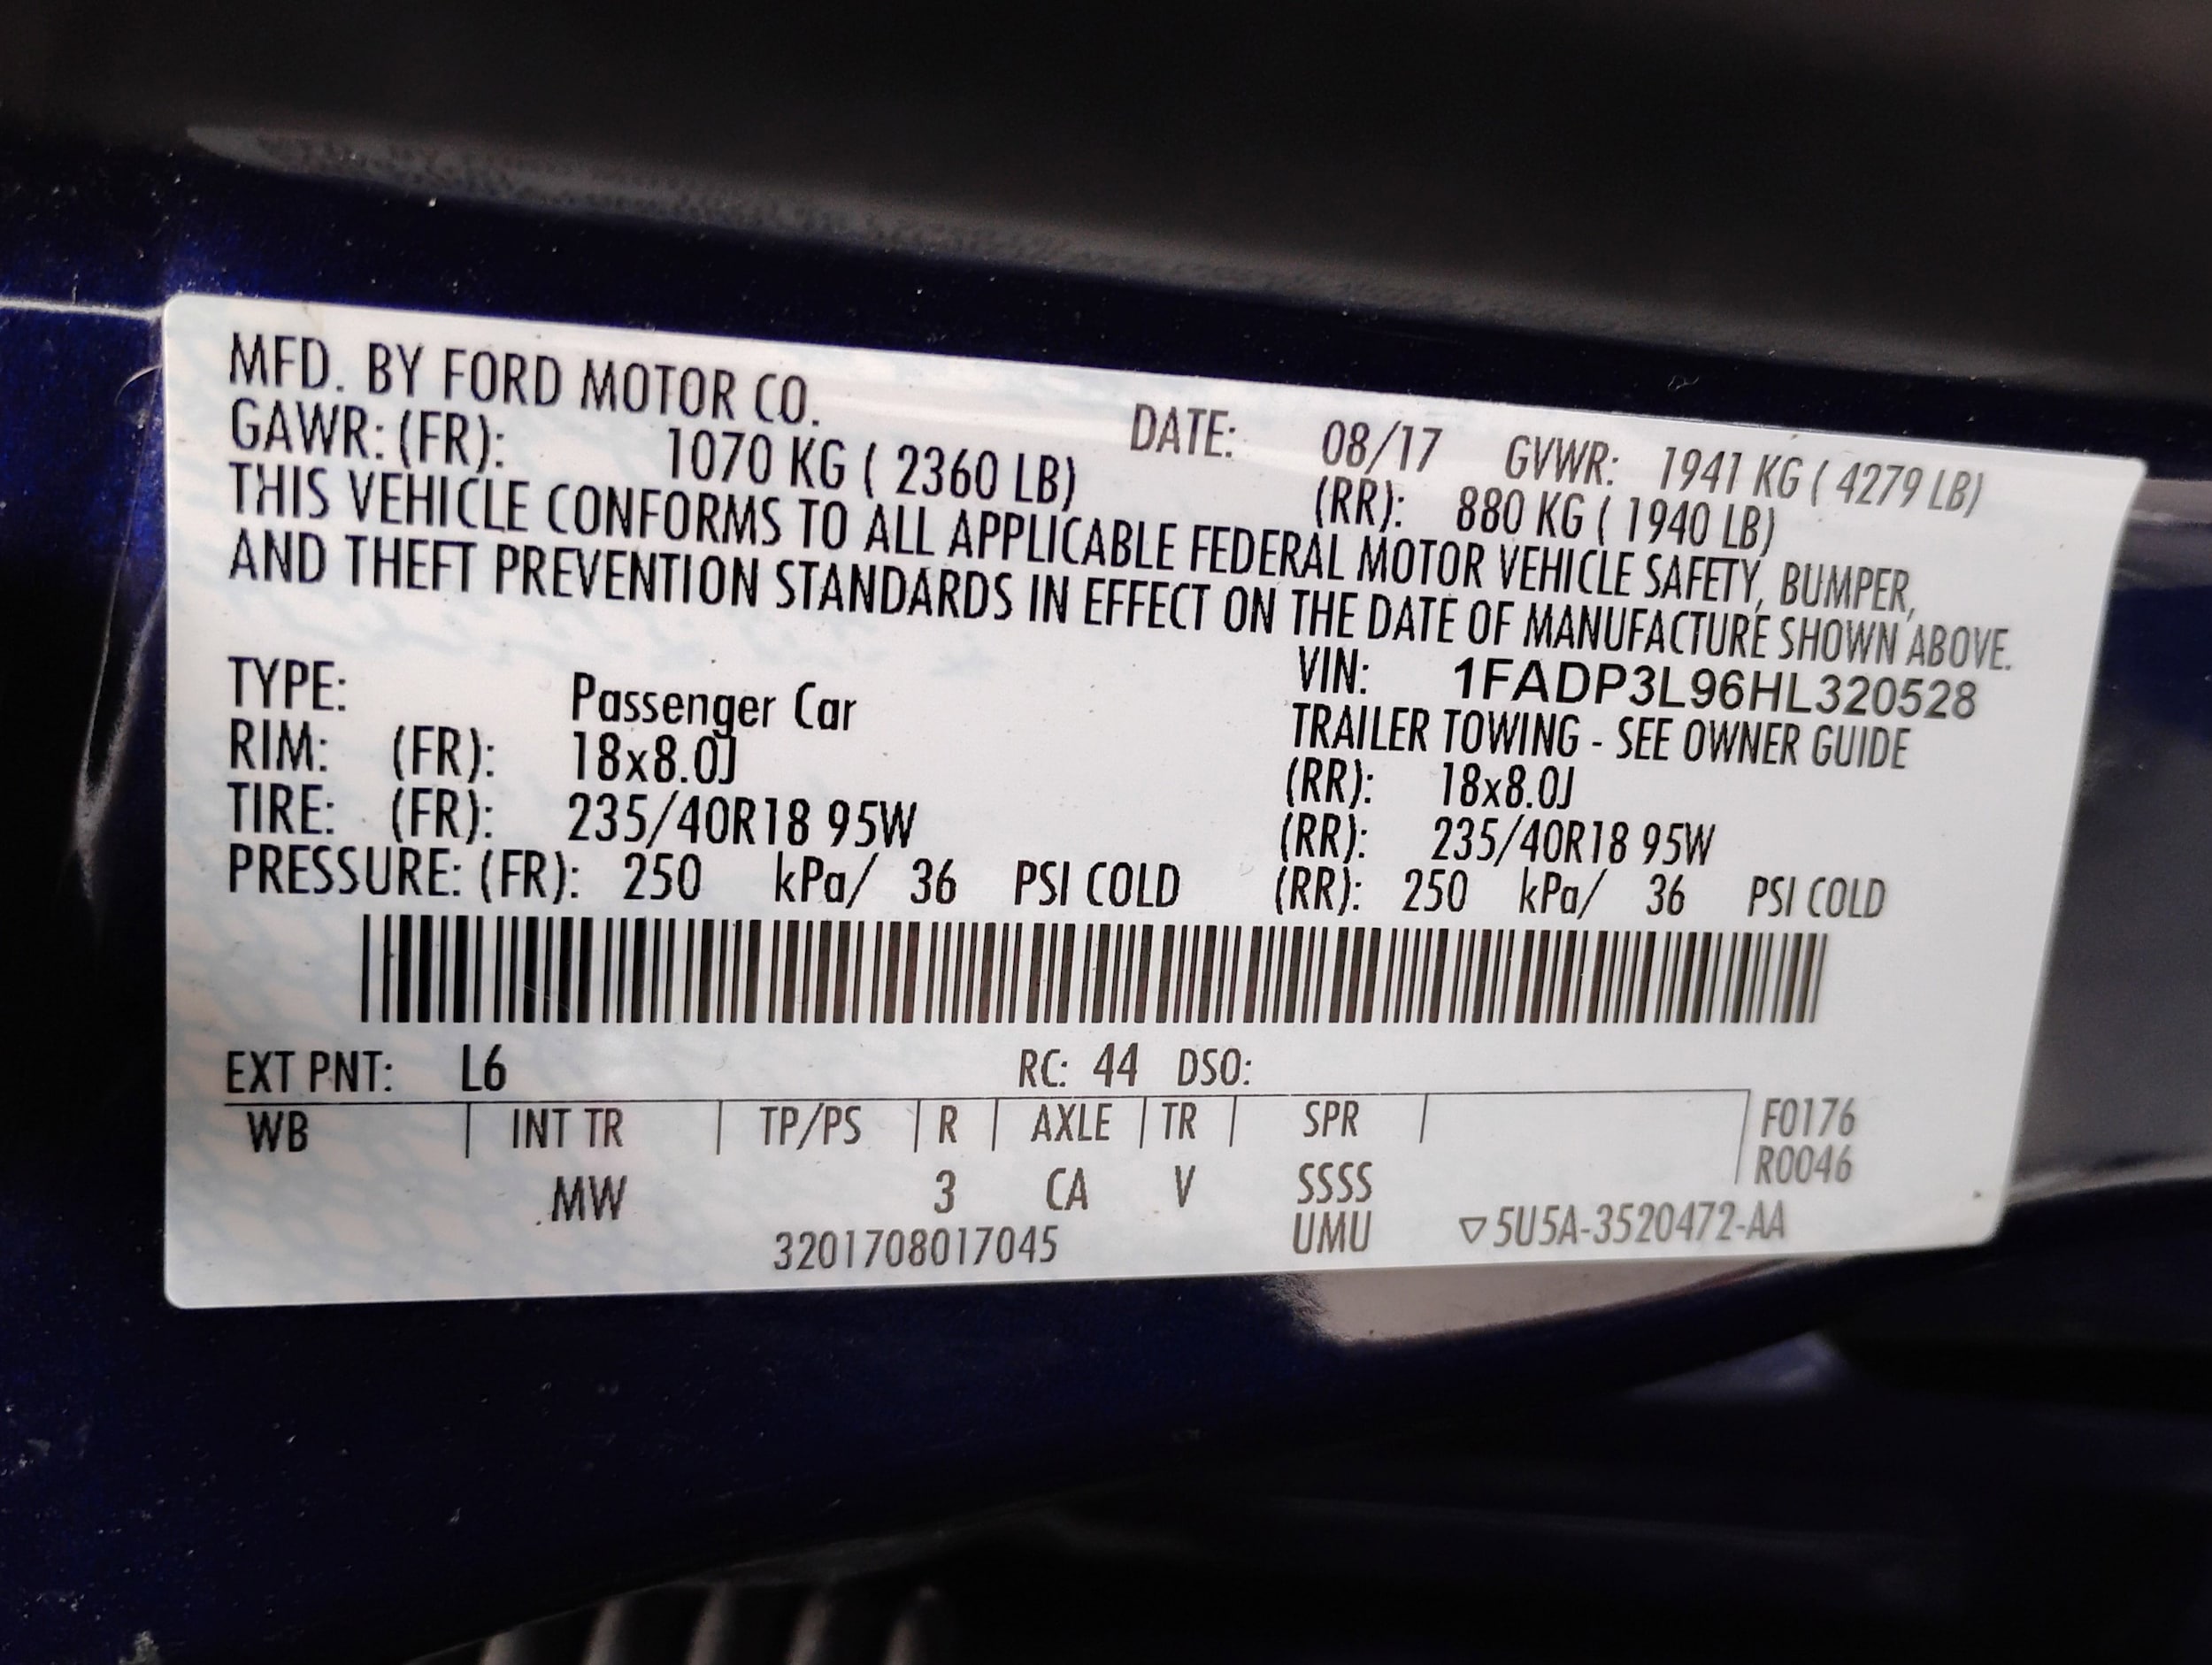 MFD. BY FORD MOTOR CO. DATE: 08/17 GVWR: 1941 KG ( 4279 LB)
GAWR: (FR): 1070 KG ( 2360 LB) (RR): 880 KG ( 1940 LB)
THIS VEHICLE CONFORMS TO ALL APPLICABLE FEDERAL MOTOR VEHICLE SAFETY, BUMPER,
AND THEFT PREVENTION STANDARDS IN EFFECT ON THE DATE OF MANUFACTURE SHOWN ABOVE.
VIN: 1FADP3L96HL320528
TYPE: Passenger Car TRAILER TOWING - SEE OWNER GUIDE
RIM: (FR): 18x8.0J (RR): 18x8.0J
TIRE: (FR): 235/40R18 95W (RR): 235/40R18 95W
PRESSURE: (FR): 250 kPa/ 36 PSI COLD (RR): 250 kPa/ 36 PSI COLD
EXT PNT: L6 RC: 44 DSO:
WB | INT TR | TP/PS | R | AXLE | TR | SPR | F0176
R0046
MW 3 CA V SSSS
3201708017045 UMU ▽5U5A-3520472-AA